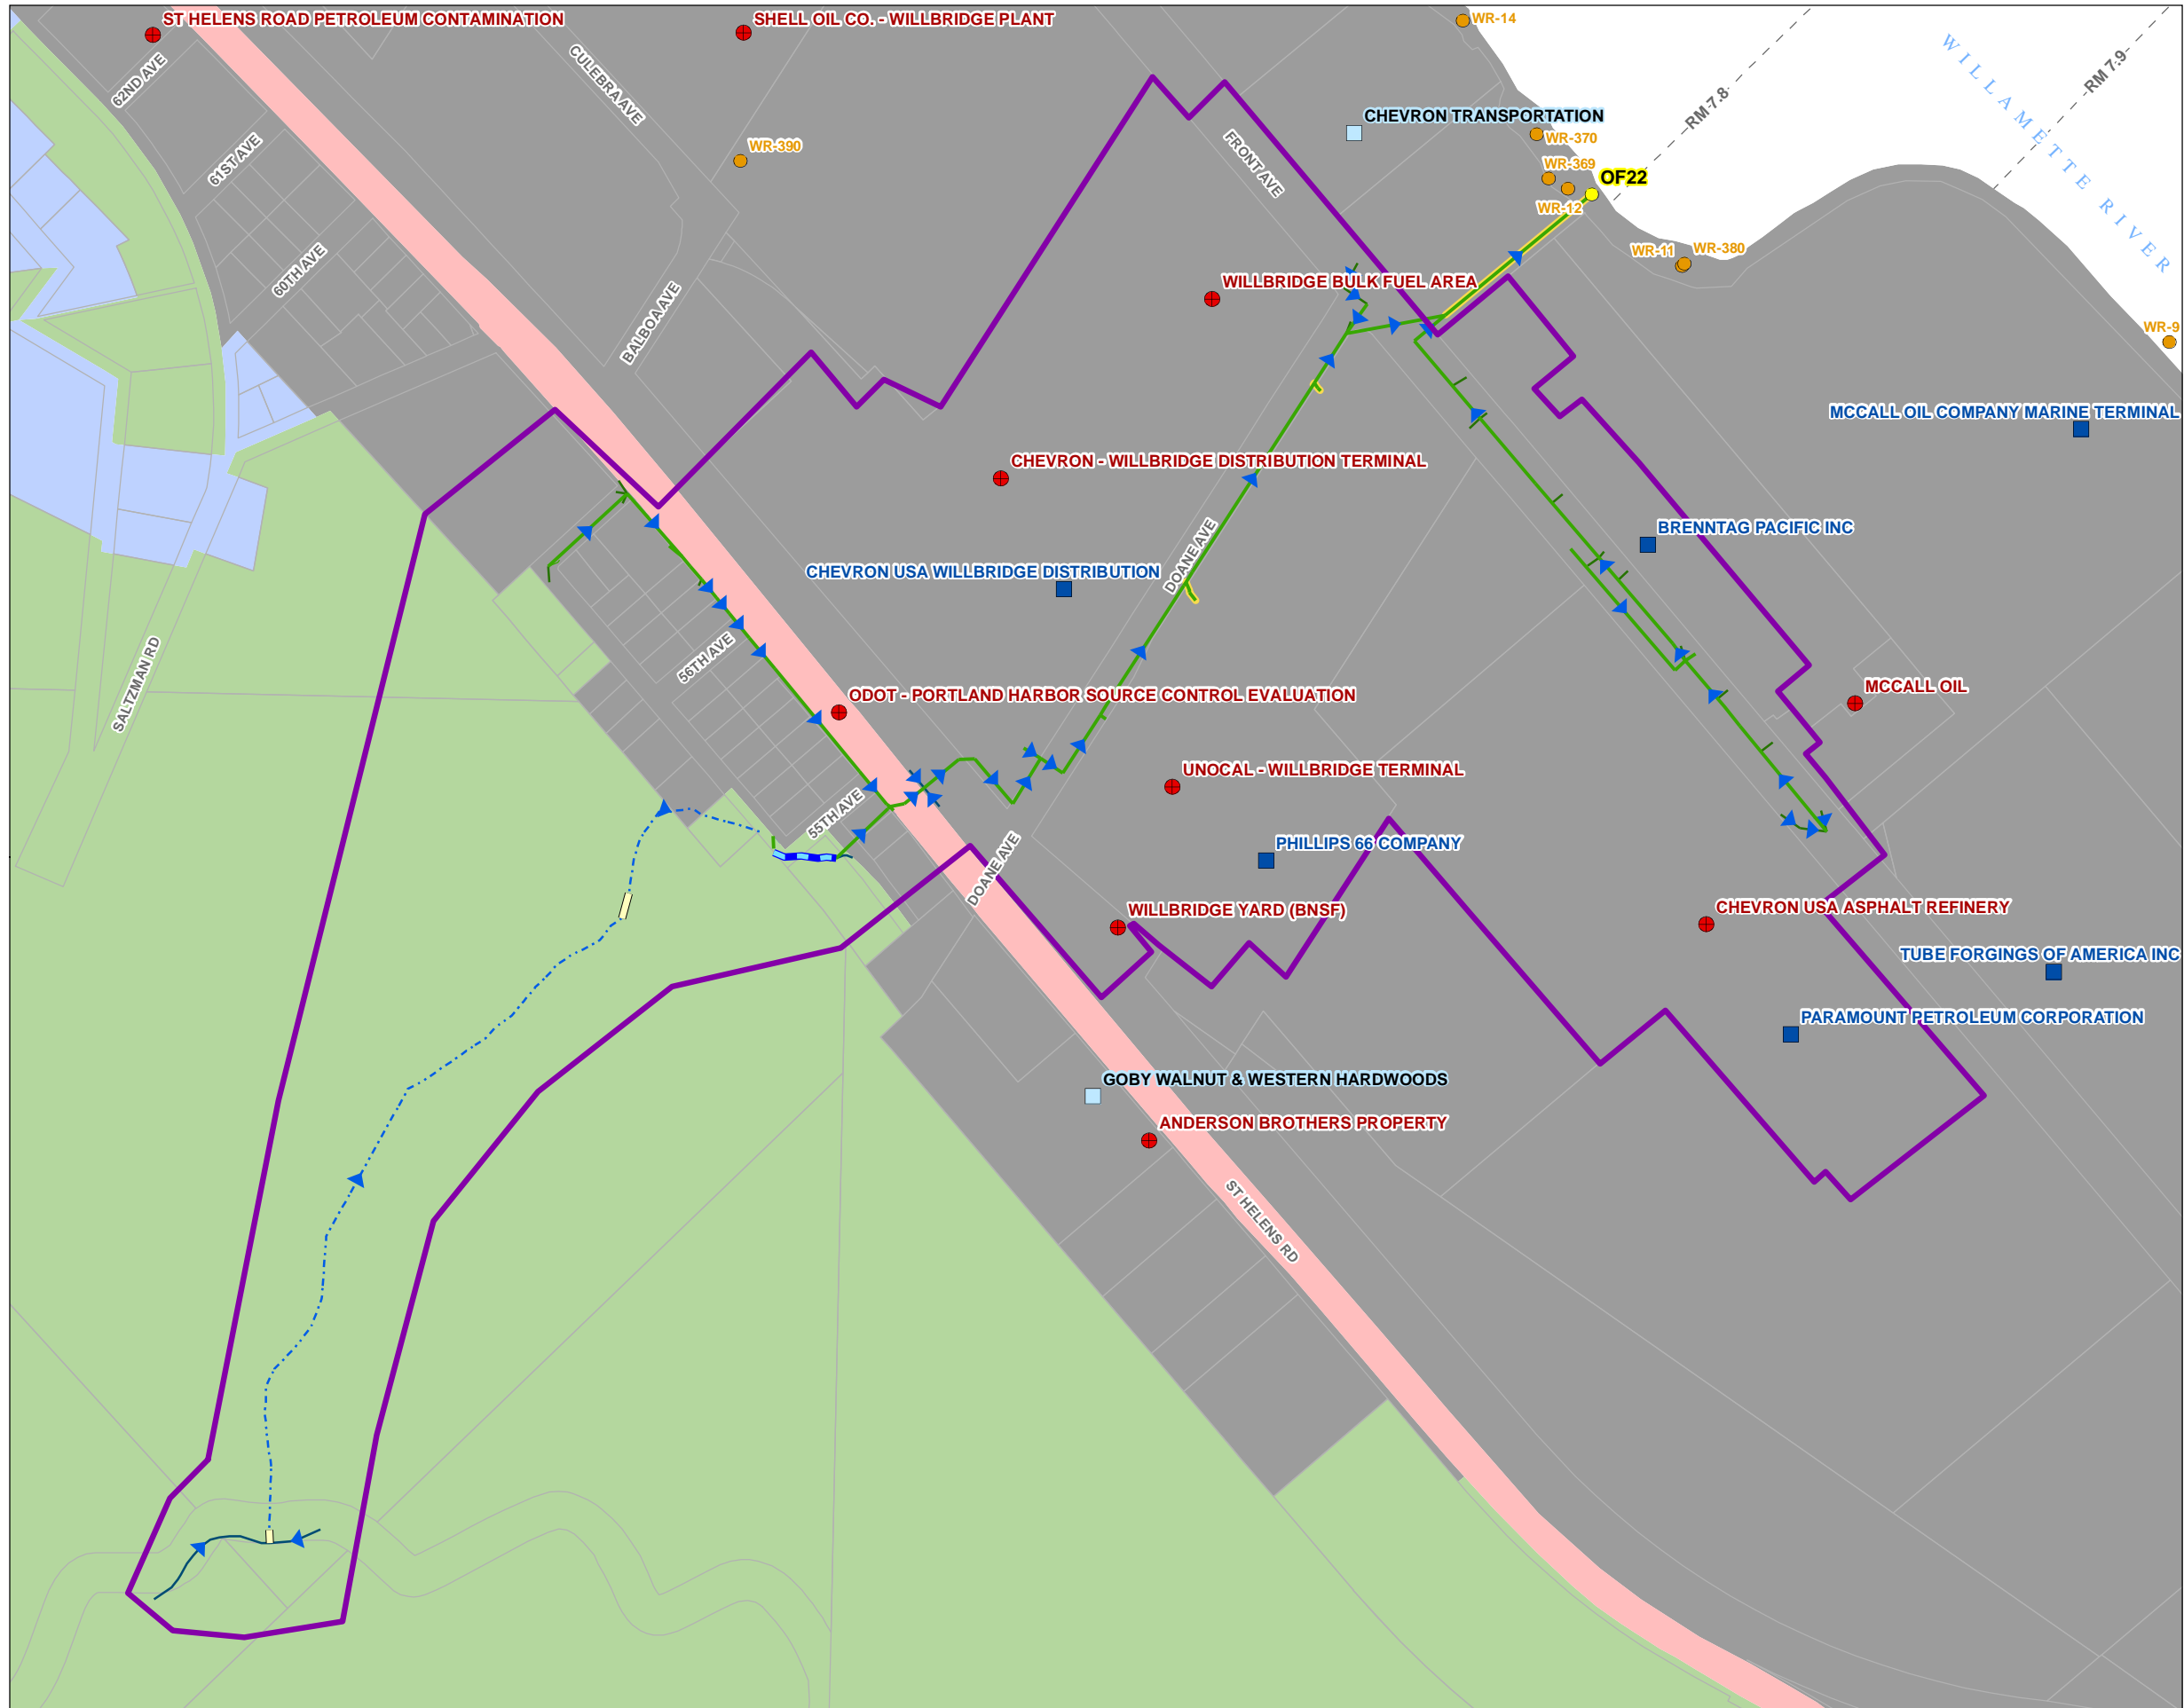 ST HELENS ROAD PETROLEUM CONTAMINATION
SHELL OIL CO. - WILLBRIDGE PLANT
WR-14
WILLAMETTE RIVER
RM 7.9
RM 7.8
62ND AVE
CULEBRA AVE
CHEVRON TRANSPORTATION
WR-370
WR-390
61ST AVE
FRONT AVE
WR-369
OF22
WR-12
WR-11
WR-380
60TH AVE
BALBOA AVE
WILLBRIDGE BULK FUEL AREA
WR-9
MCCALL OIL COMPANY MARINE TERMINAL
CHEVRON - WILLBRIDGE DISTRIBUTION TERMINAL
BRENNTAG PACIFIC INC
DOANE AVE
CHEVRON USA WILLBRIDGE DISTRIBUTION
56TH AVE
SALTZMAN RD
ODOT - PORTLAND HARBOR SOURCE CONTROL EVALUATION
MCCALL OIL
UNOCAL - WILLBRIDGE TERMINAL
55TH AVE
PHILLIPS 66 COMPANY
DOANE AVE
WILLBRIDGE YARD (BNSF)
CHEVRON USA ASPHALT REFINERY
TUBE FORGINGS OF AMERICA INC
PARAMOUNT PETROLEUM CORPORATION
GOBY WALNUT & WESTERN HARDWOODS
ANDERSON BROTHERS PROPERTY
ST HELENS RD